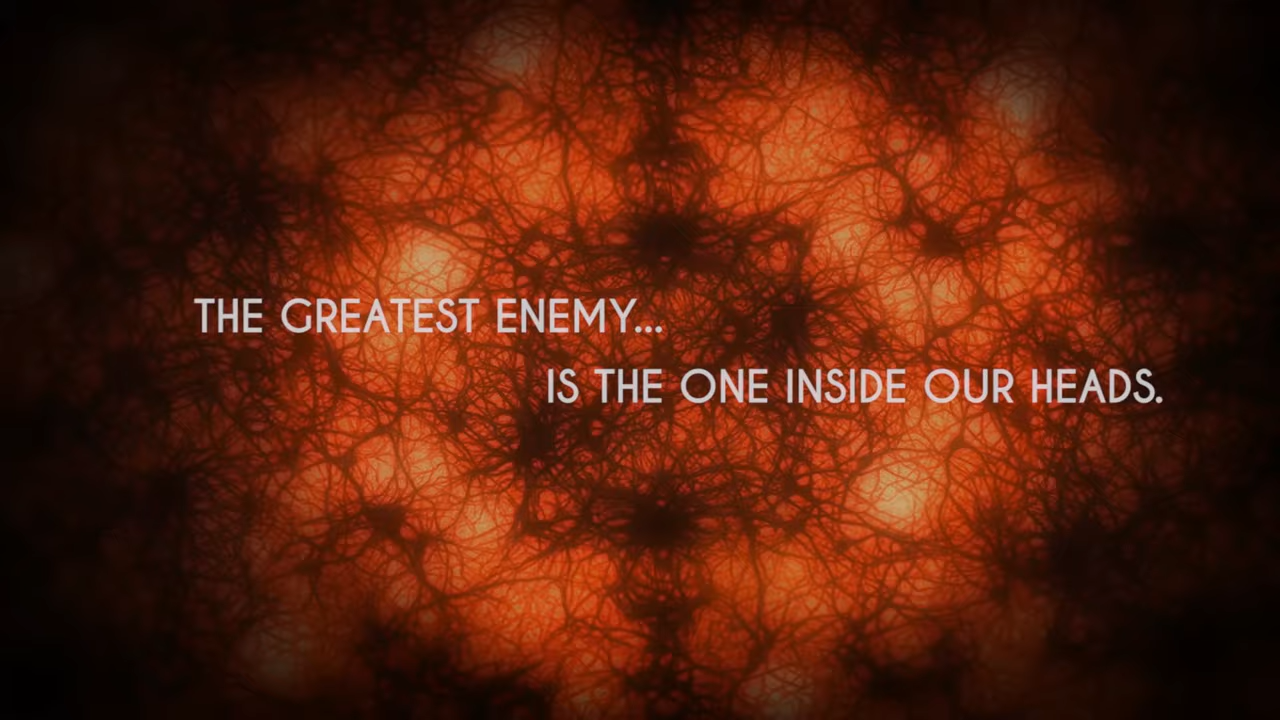 THE GREATEST ENEMY...
IS THE ONE INSIDE OUR HEADS.